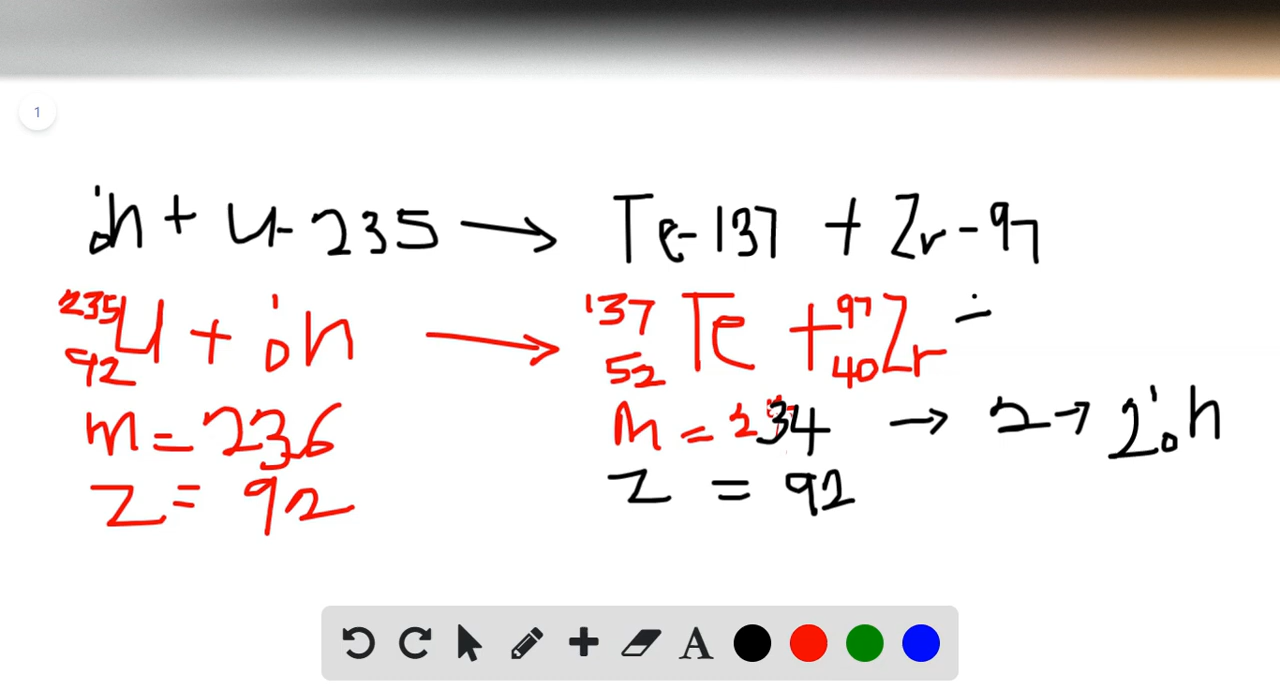 1
¹₀n + U-235 → Te-137 + Zr-97
²³⁵₉₂U + ¹₀n → ¹³⁷₅₂Te + ⁹⁷₄₀Zr
m = 236 m = 234 → 2 → 2¹₀n
Z = 92 Z = 92
A